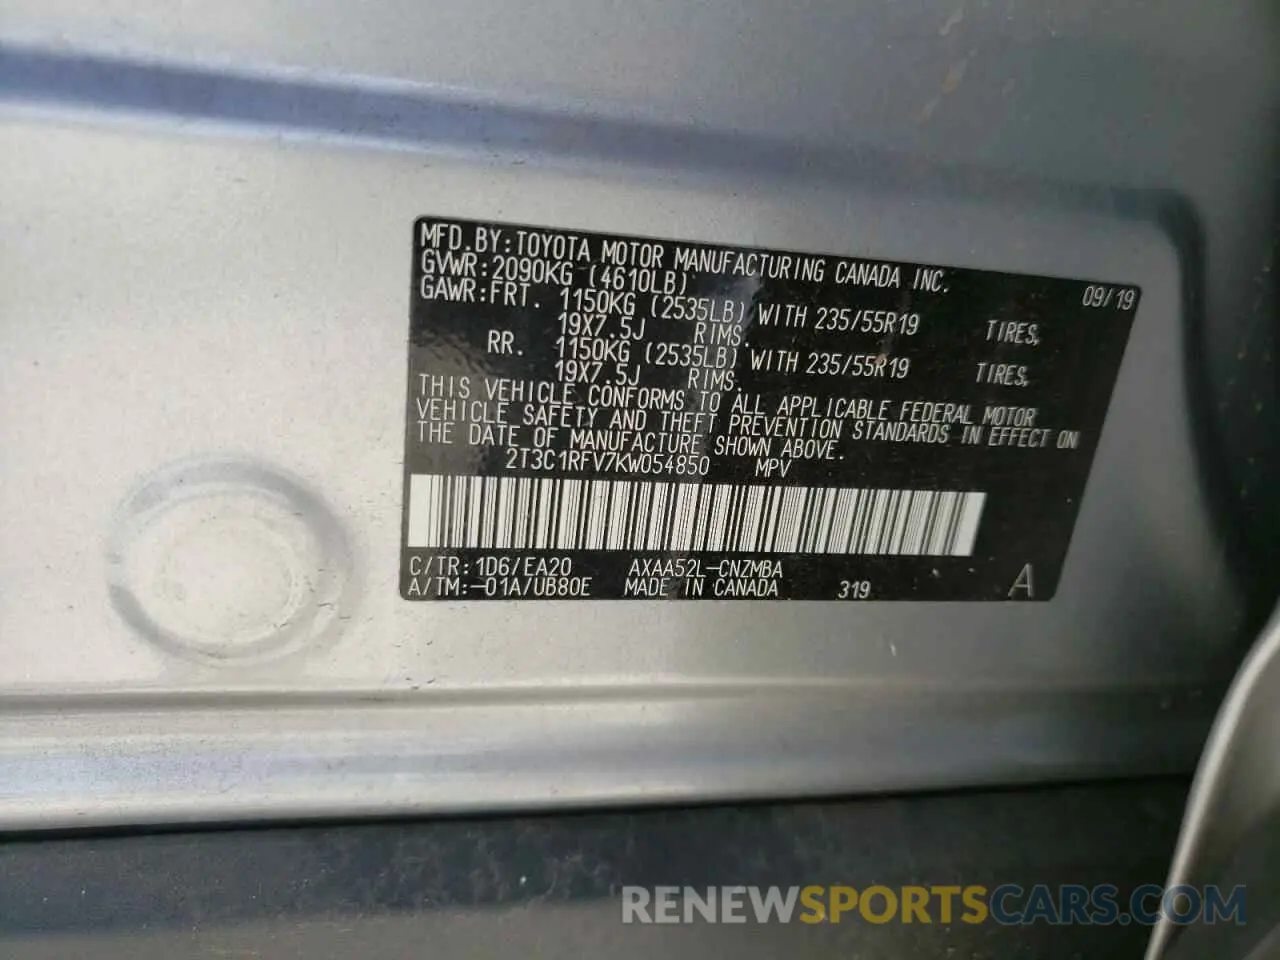 MFD.BY:TOYOTA MOTOR MANUFACTURING CANADA INC. 09/19
GVWR:2090KG (4610LB)
GAWR:FRT. 1150KG (2535LB) WITH 235/55R19 TIRES,
19X7.5J RIMS.
RR. 1150KG (2535LB) WITH 235/55R19 TIRES,
19X7.5J RIMS.
THIS VEHICLE CONFORMS TO ALL APPLICABLE FEDERAL MOTOR
VEHICLE SAFETY AND THEFT PREVENTION STANDARDS IN EFFECT ON
THE DATE OF MANUFACTURE SHOWN ABOVE.
2T3C1RFV7KW054850 MPV
C/TR:1D6/EA20 AXAA52L-CNZMBA
A/TM:-01A/UB80E MADE IN CANADA 319 A
RENEWSPORTSCARS.COM